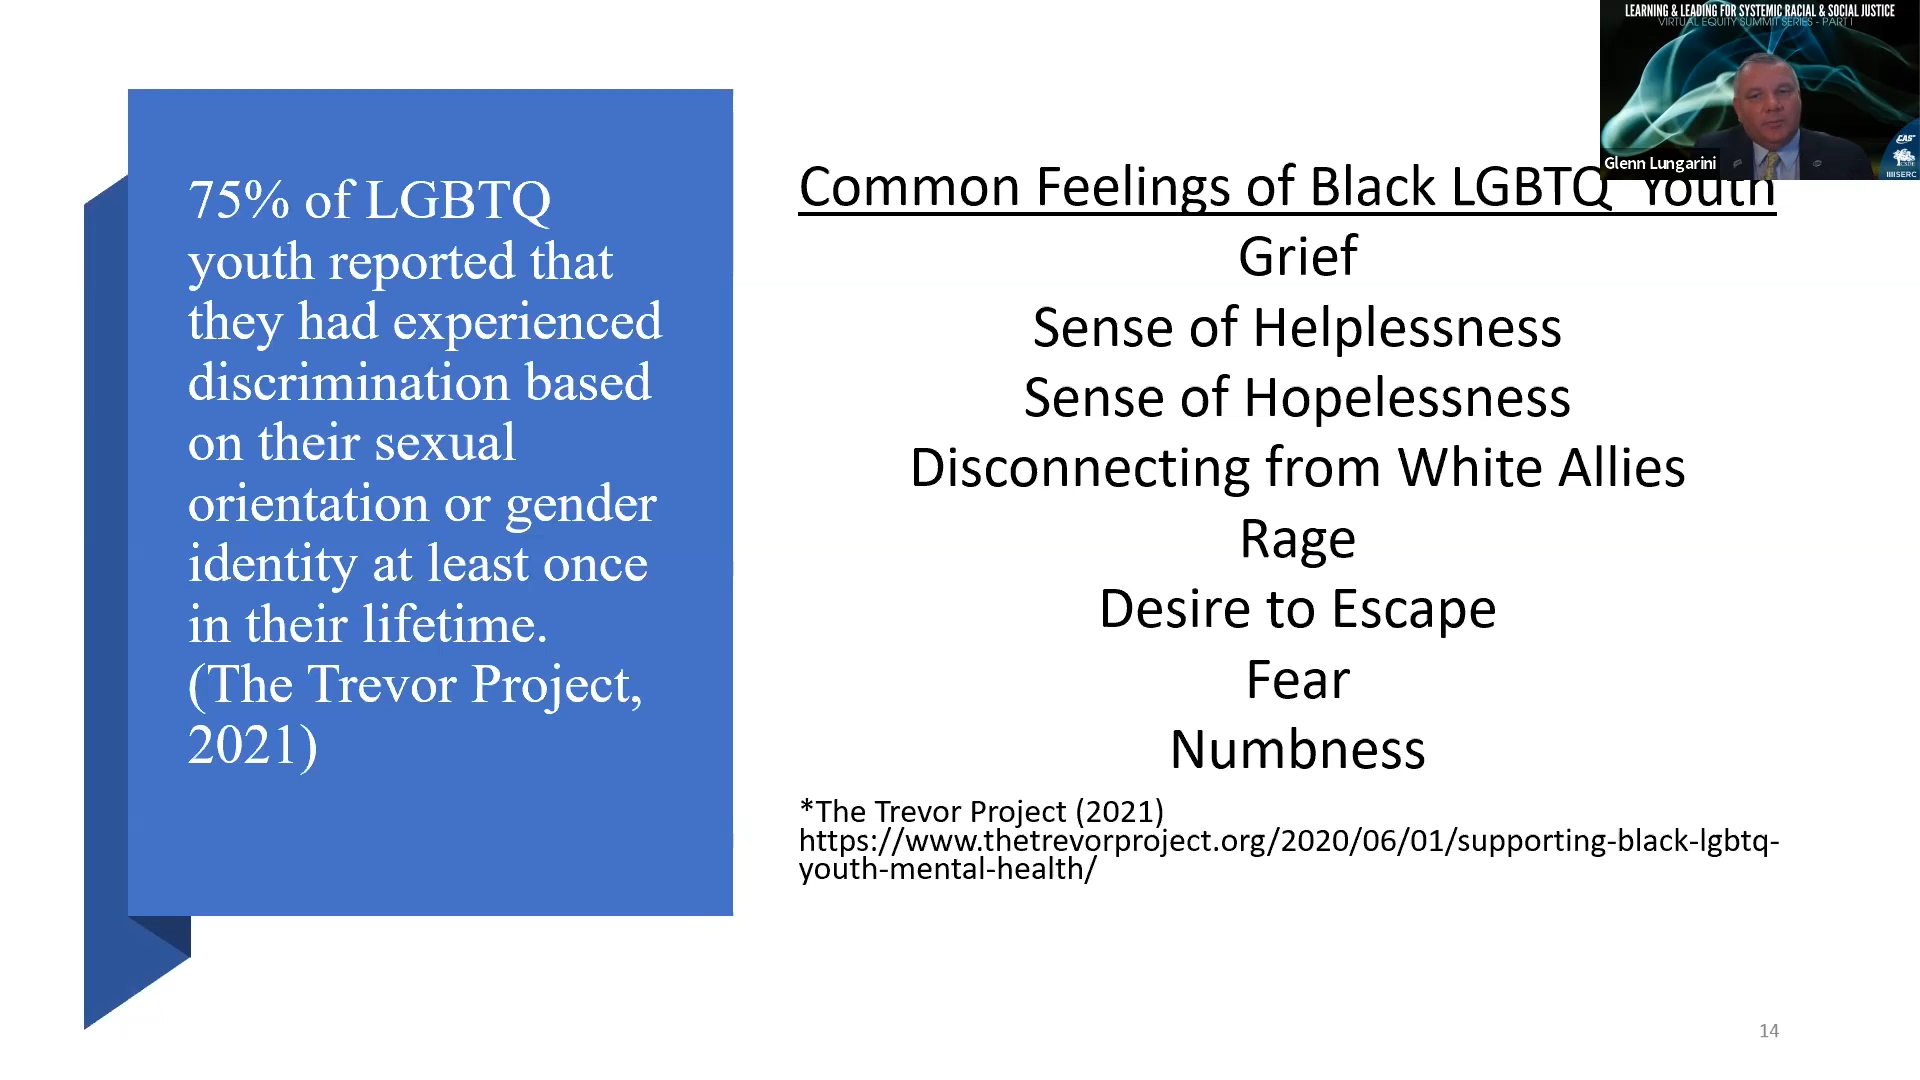 LEARNING & LEADING FOR SYSTEMIC RACIAL & SOCIAL JUSTICE
VIRTUAL EQUITY SUMMIT SERIES - PART I
Glenn Lungarini
CAS
SERC
75% of LGBTQ
youth reported that
they had experienced
discrimination based
on their sexual
orientation or gender
identity at least once
in their lifetime.
(The Trevor Project,
2021)
Common Feelings of Black LGBTQ Youth
Grief
Sense of Helplessness
Sense of Hopelessness
Disconnecting from White Allies
Rage
Desire to Escape
Fear
Numbness
*The Trevor Project (2021)
https://www.thetrevorproject.org/2020/06/01/supporting-black-lgbtq-
youth-mental-health/
14